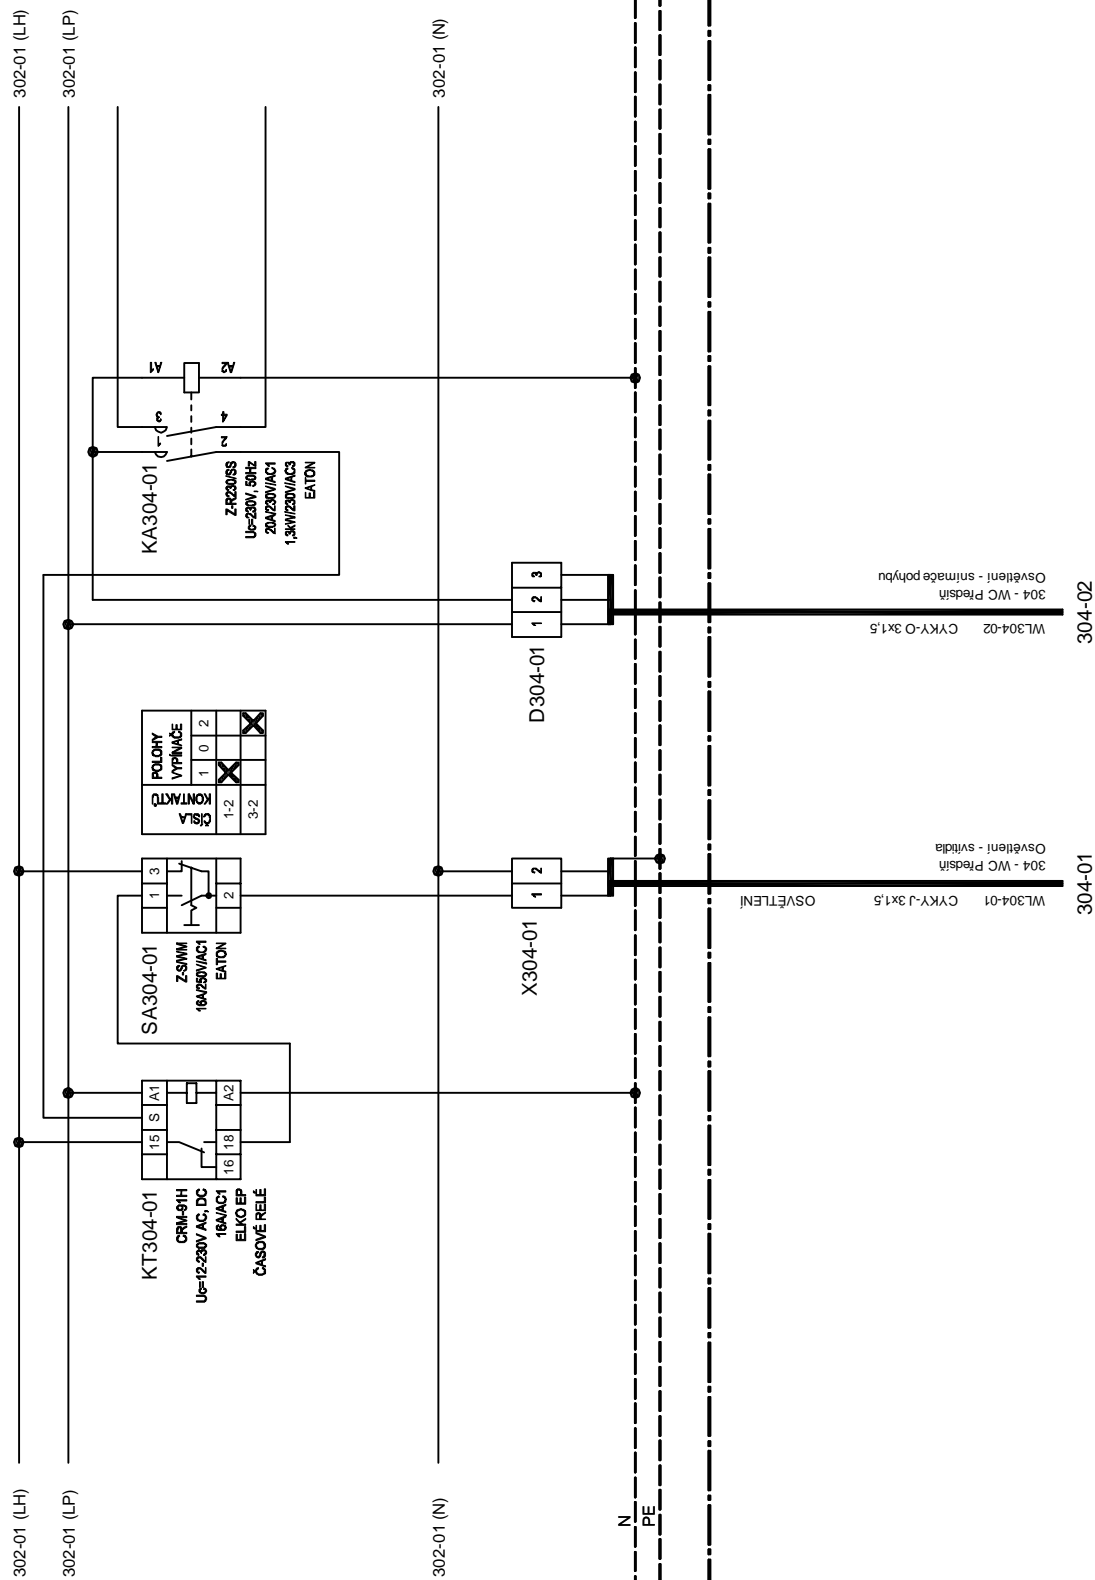 302-01 (LH)
302-01 (LP)
302-01 (N)
302-01 (LH)
302-01 (LP)
302-01 (N)
N
PE
KT304-01
CRM-91H
Uc=12-230V AC, DC
16A/AC1
ELKO EP
ČASOVÉ RELÉ
15
S
A1
16
18
A2
SA304-01
Z-S/WM
16A/250V/AC1
EATON
1
3
2
ČÍSLA
KONTAKTŮ
POLOHY
VYPÍNAČE
1
0
2
1-2
3-2
KA304-01
Z-R230/SS
Uc=230V, 50Hz
20A/230V/AC1
1,3kW/230V/AC3
EATON
1
3
A1
2
4
A2
X304-01
1
2
D304-01
1
2
3
OSVĚTLENÍ
WL304-01
CYKY-J 3x1,5
304 - WC Předsíň
Osvětlení - svítidla
304-01
WL304-02
CYKY-O 3x1,5
304 - WC Předsíň
Osvětlení - snímače pohybu
304-02